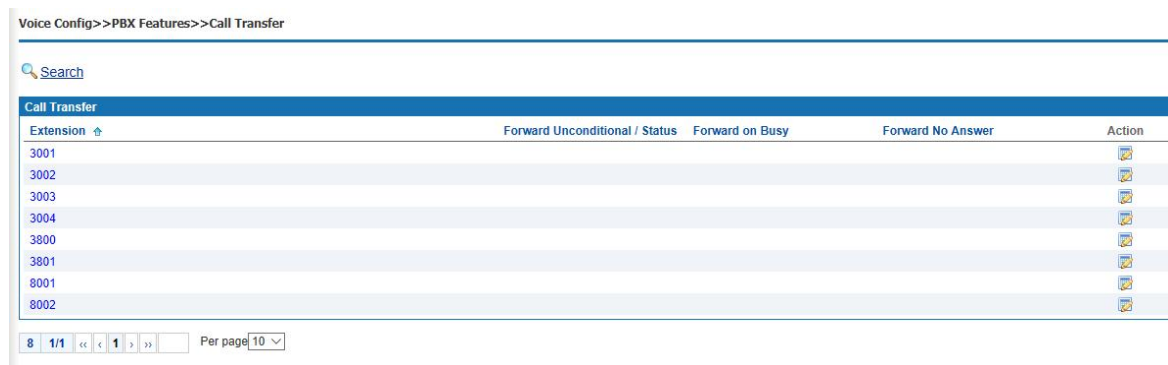 Voice Config>>PBX Features>>Call Transfer
Search
Call Transfer
Extension Forward Unconditional / Status Forward on Busy Forward No Answer Action
3001
3002
3003
3004
3800
3801
8001
8002
8 1/1 ‹‹ ‹ 1 › ›› Per page 10